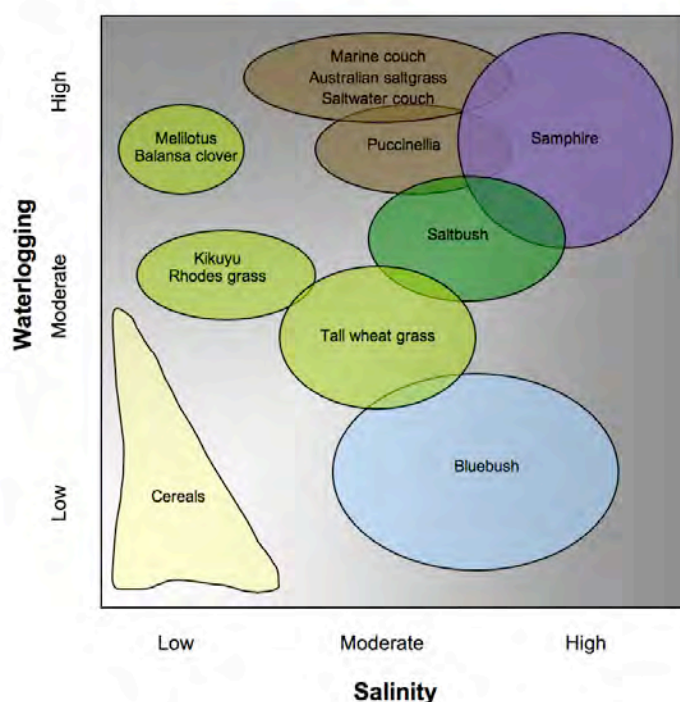 Marine couch
Australian saltgrass
Saltwater couch
Melilotus
Balansa clover
Puccinellia
Samphire
Saltbush
Kikuyu
Rhodes grass
Tall wheat grass
Bluebush
Cereals
High
Moderate
Low
Waterlogging
Low
Moderate
High
Salinity